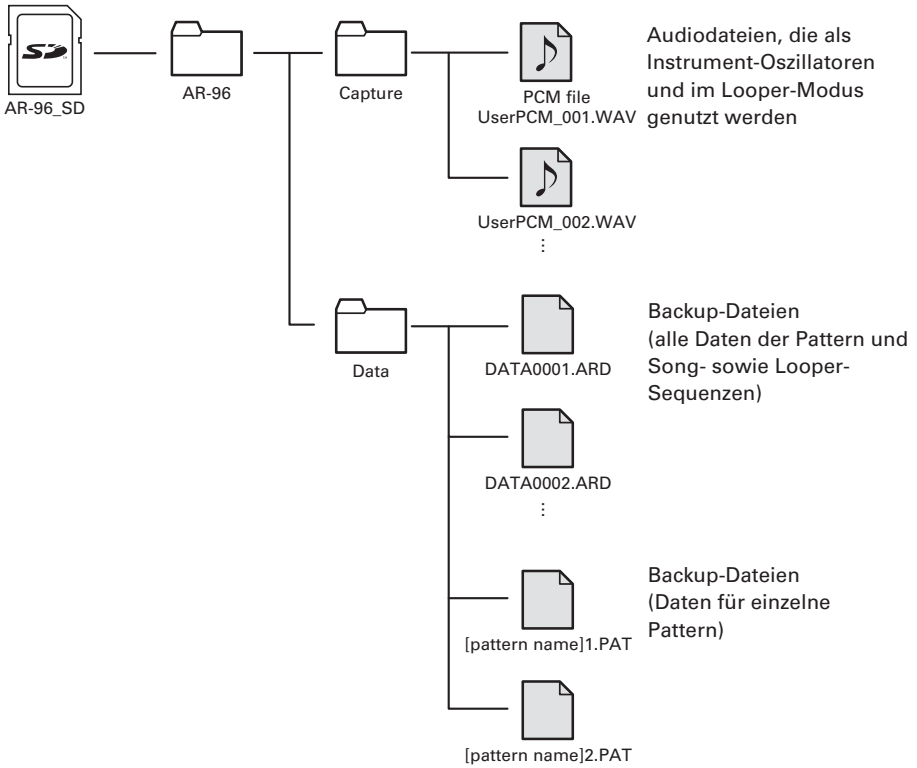 SD
AR-96_SD
AR-96
Capture
PCM file
UserPCM_001.WAV
Audiodateien, die als
Instrument-Oszillatoren
und im Looper-Modus
genutzt werden
UserPCM_002.WAV
⋮
Data
DATA0001.ARD
Backup-Dateien
(alle Daten der Pattern und
Song- sowie Looper-
Sequenzen)
DATA0002.ARD
⋮
[pattern name]1.PAT
Backup-Dateien
(Daten für einzelne
Pattern)
[pattern name]2.PAT